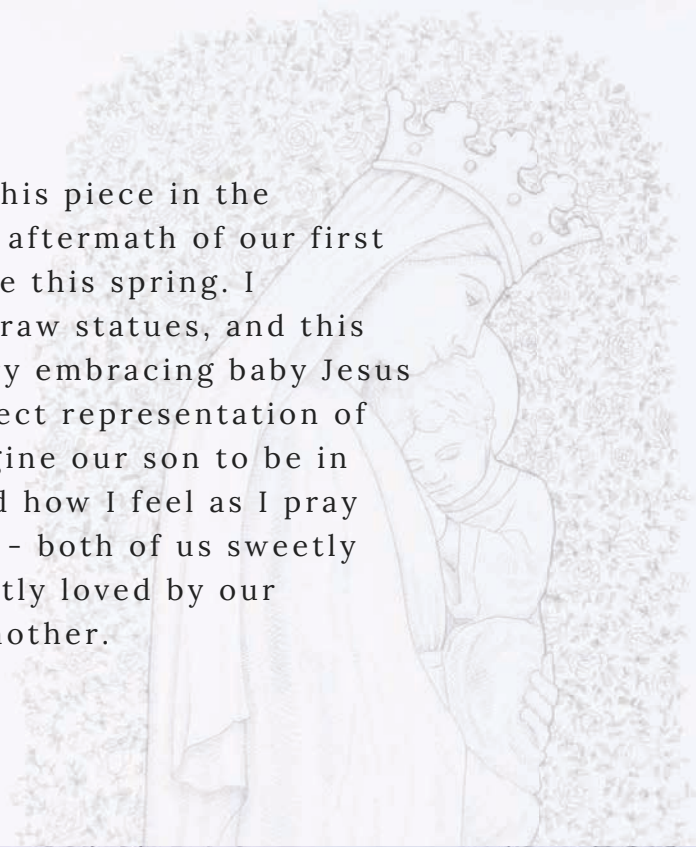 his piece in the
aftermath of our first
e this spring. I
raw statues, and this
y embracing baby Jesus
ect representation of
gine our son to be in
d how I feel as I pray
- both of us sweetly
tly loved by our
other.